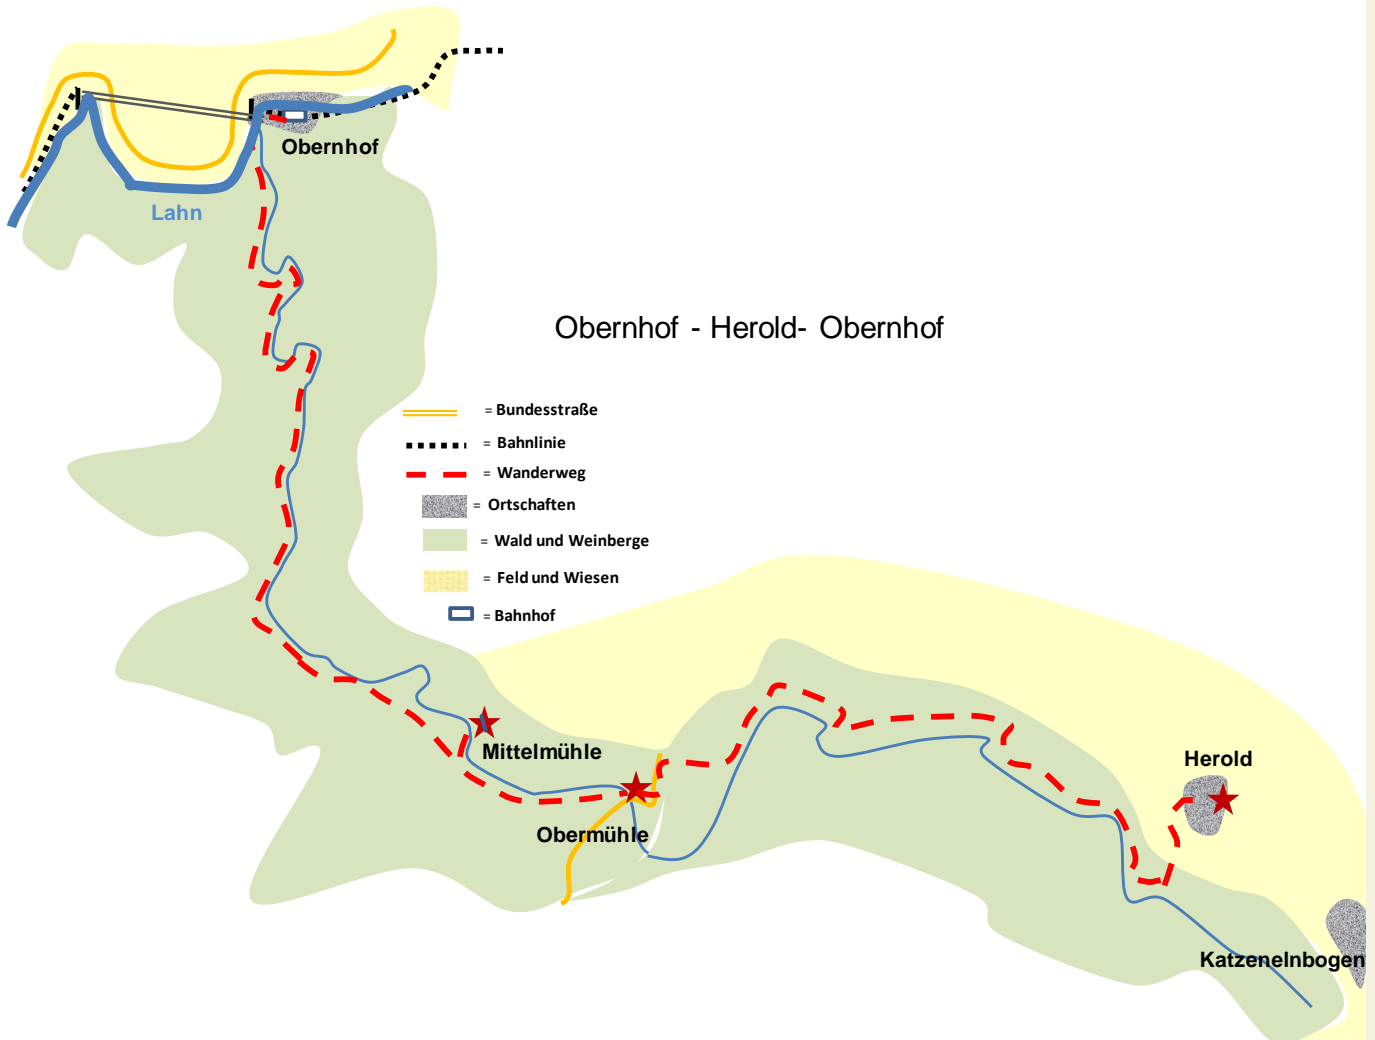 Obernhof
Lahn
Obernhof - Herold- Obernhof
= Bundesstraße
= Bahnlinie
= Wanderweg
= Ortschaften
= Wald und Weinberge
= Feld und Wiesen
= Bahnhof
Mittelmühle
Herold
Obermühle
Katzenelnbogen